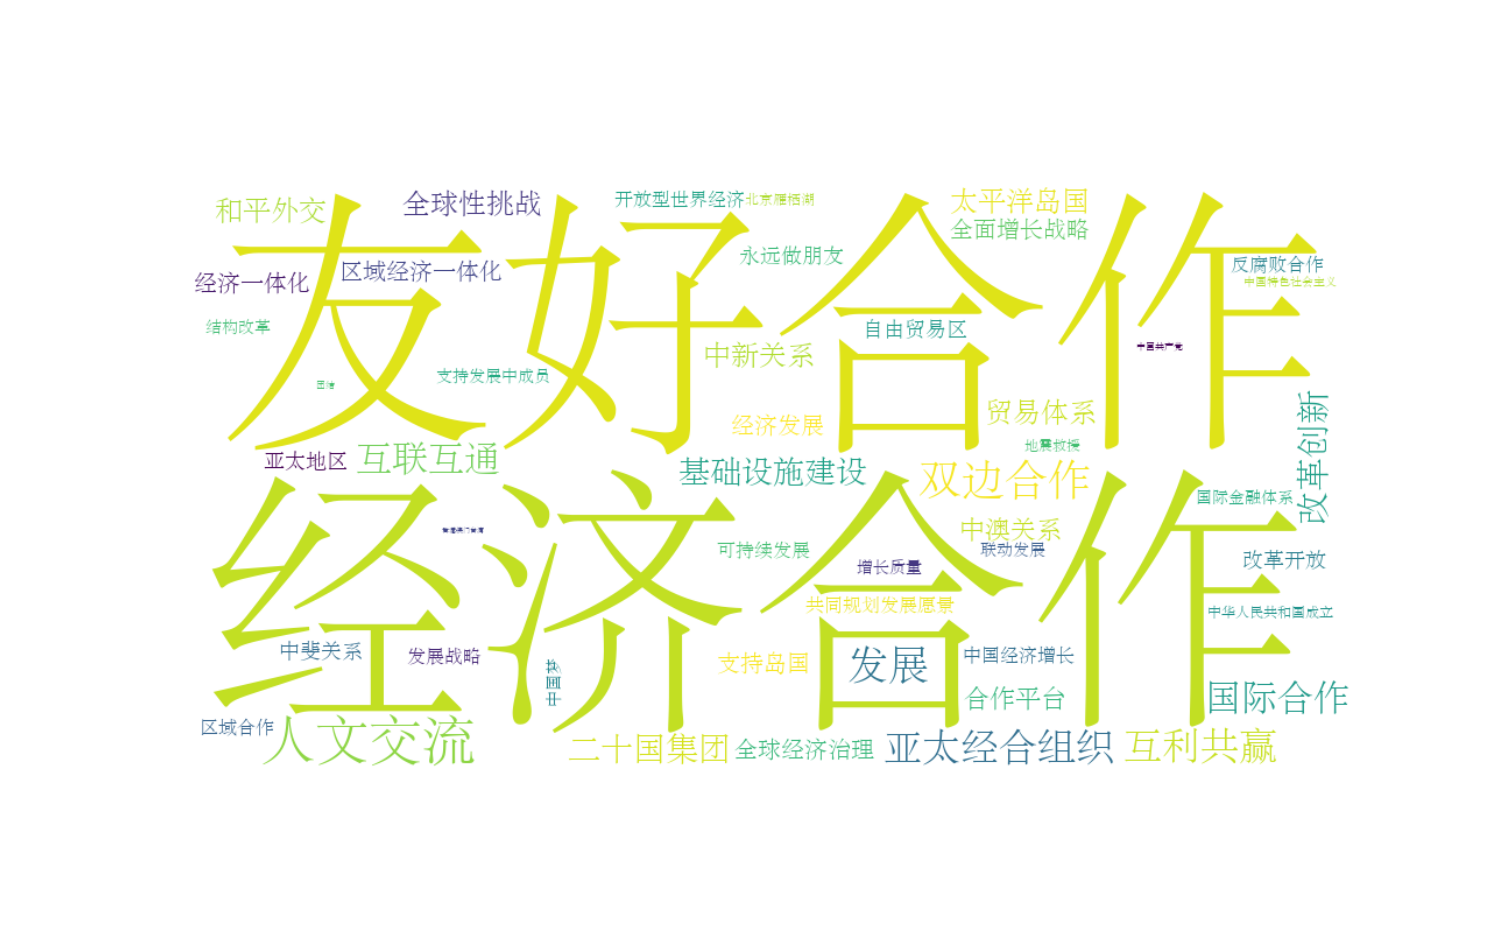 和平外交
全球性挑战
开放型世界经济
北京雁栖湖
太平洋岛国
全面增长战略
友好合作
永远做朋友
反腐败合作
中国特色社会主义
经济一体化
区域经济一体化
结构改革
自由贸易区
中新关系
中国共产党
支持发展中成员
经济发展
贸易体系
地震救援
改革创新
亚太地区
互联互通
基础设施建设
双边合作
国际金融体系
经济合作
中澳关系
可持续发展
联动发展
增长质量
改革开放
共同规划发展愿景
中华人民共和国成立
中斐关系
发展战略
中国梦
支持岛国
发展
中国经济增长
合作平台
国际合作
区域合作
人文交流
二十国集团
全球经济治理
亚太经合组织
互利共赢